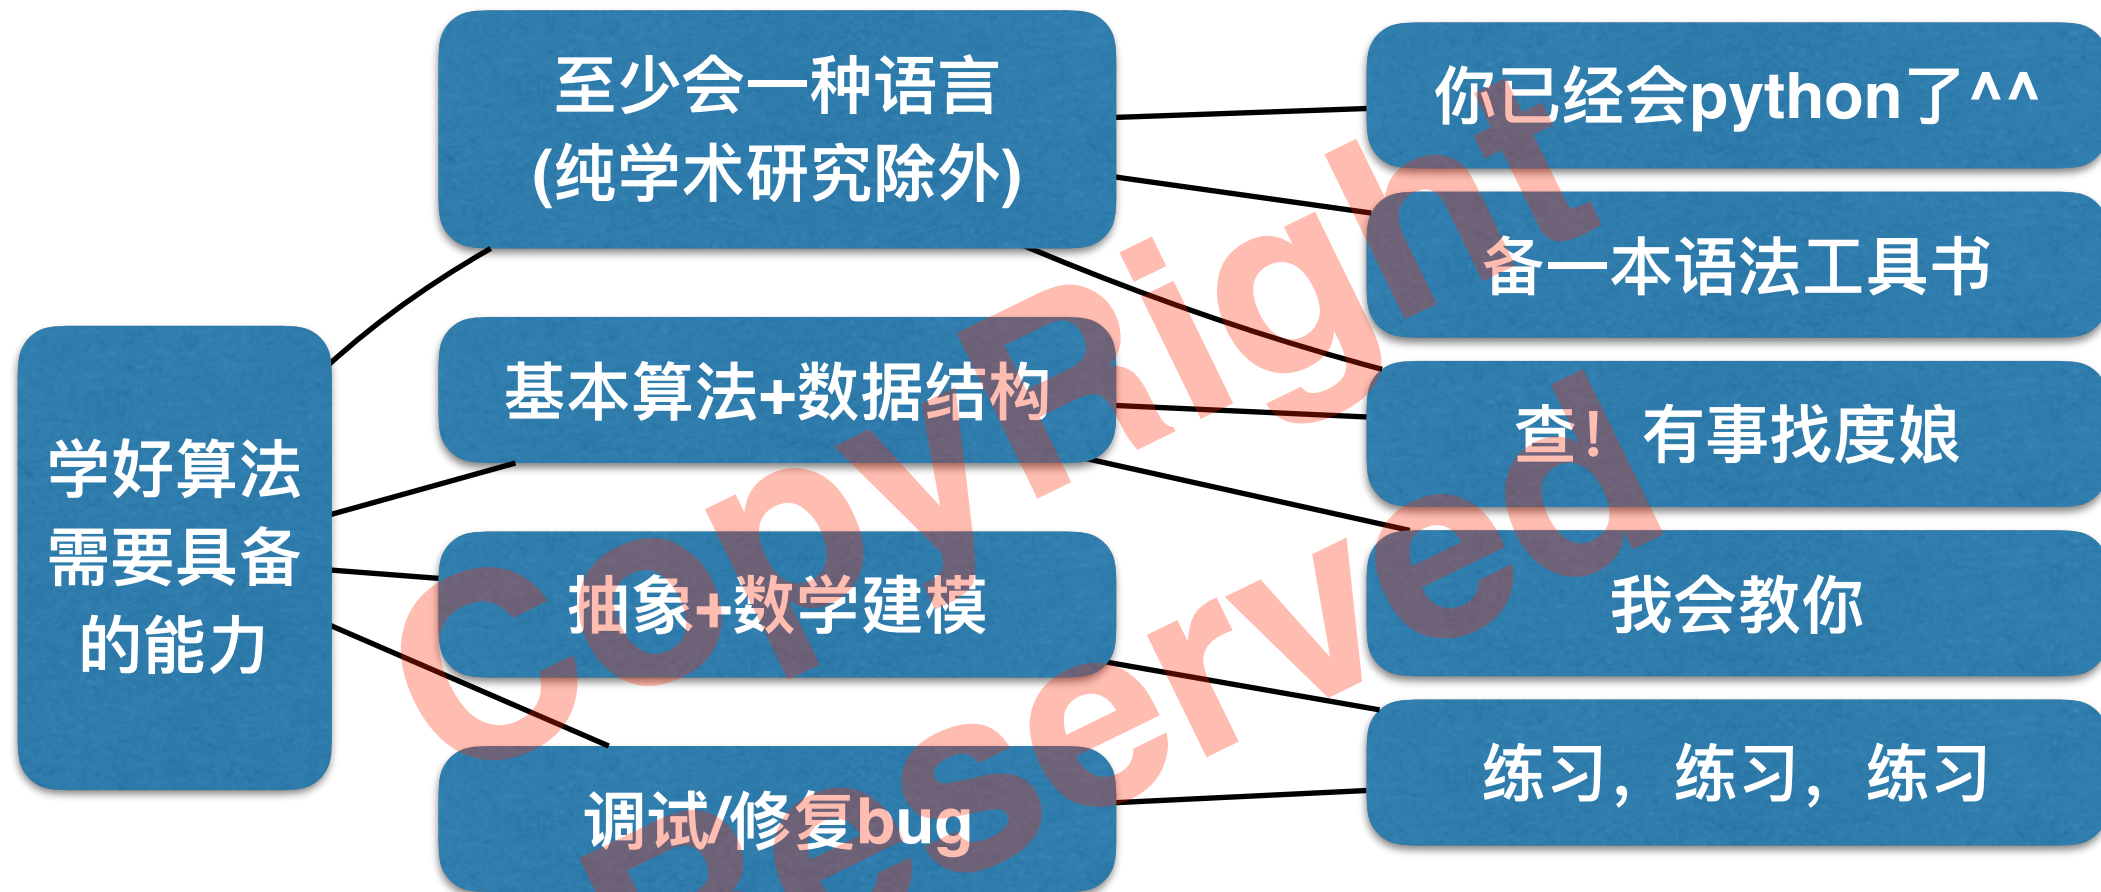 学好算法
需要具备
的能力
至少会一种语言
(纯学术研究除外)
基本算法+数据结构
抽象+数学建模
调试/修复bug
你已经会python了^^
备一本语法工具书
查！有事找度娘
我会教你
练习，练习，练习
CopyRight
Reserved